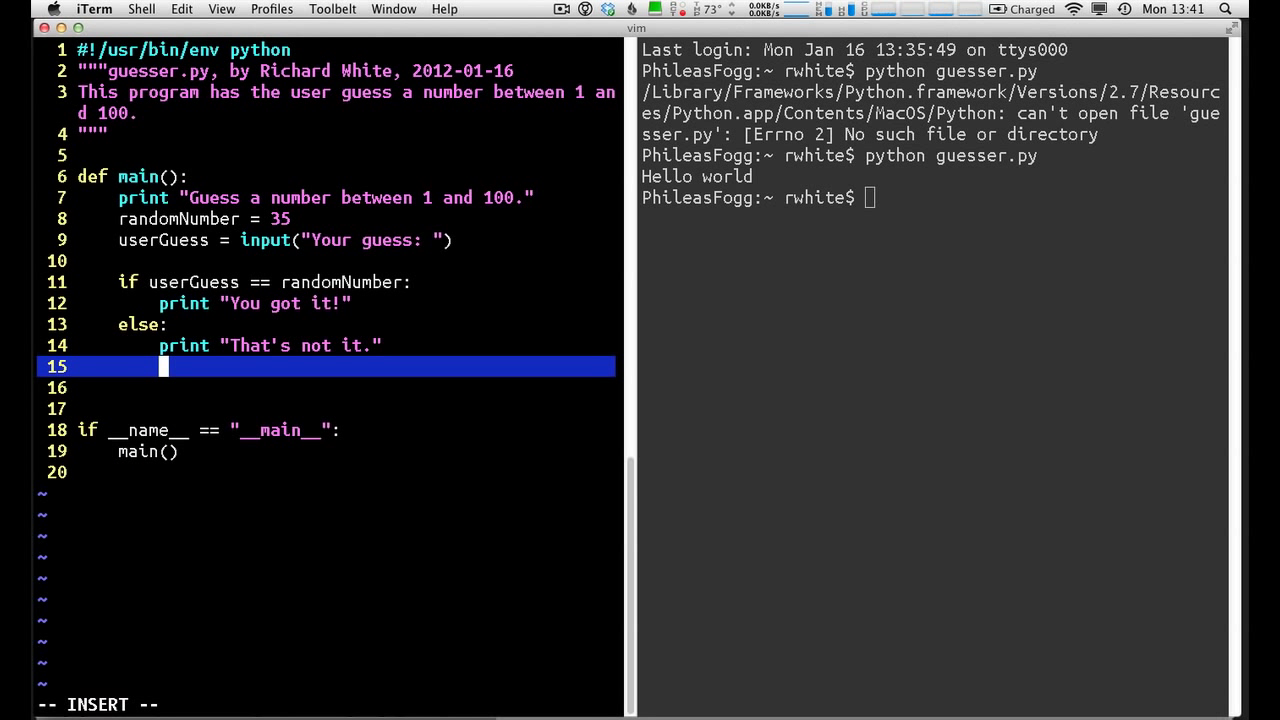 iTerm Shell Edit View Profiles Toolbelt Window Help 73° 0.0KB/s 0.0KB/s Charged Mon 13:41
vim
1 #!/usr/bin/env python
2 """guesser.py, by Richard White, 2012-01-16
3 This program has the user guess a number between 1 an
d 100.
4 """
5
6 def main():
7 print "Guess a number between 1 and 100."
8 randomNumber = 35
9 userGuess = input("Your guess: ")
10
11 if userGuess == randomNumber:
12 print "You got it!"
13 else:
14 print "That's not it."
15
16
17
18 if __name__ == "__main__":
19 main()
20
~
~
~
~
~
~
~
~
~
~
-- INSERT --
Last login: Mon Jan 16 13:35:49 on ttys000
PhileasFogg:~ rwhite$ python guesser.py
/Library/Frameworks/Python.framework/Versions/2.7/Resourc
es/Python.app/Contents/MacOS/Python: can't open file 'gue
sser.py': [Errno 2] No such file or directory
PhileasFogg:~ rwhite$ python guesser.py
Hello world
PhileasFogg:~ rwhite$